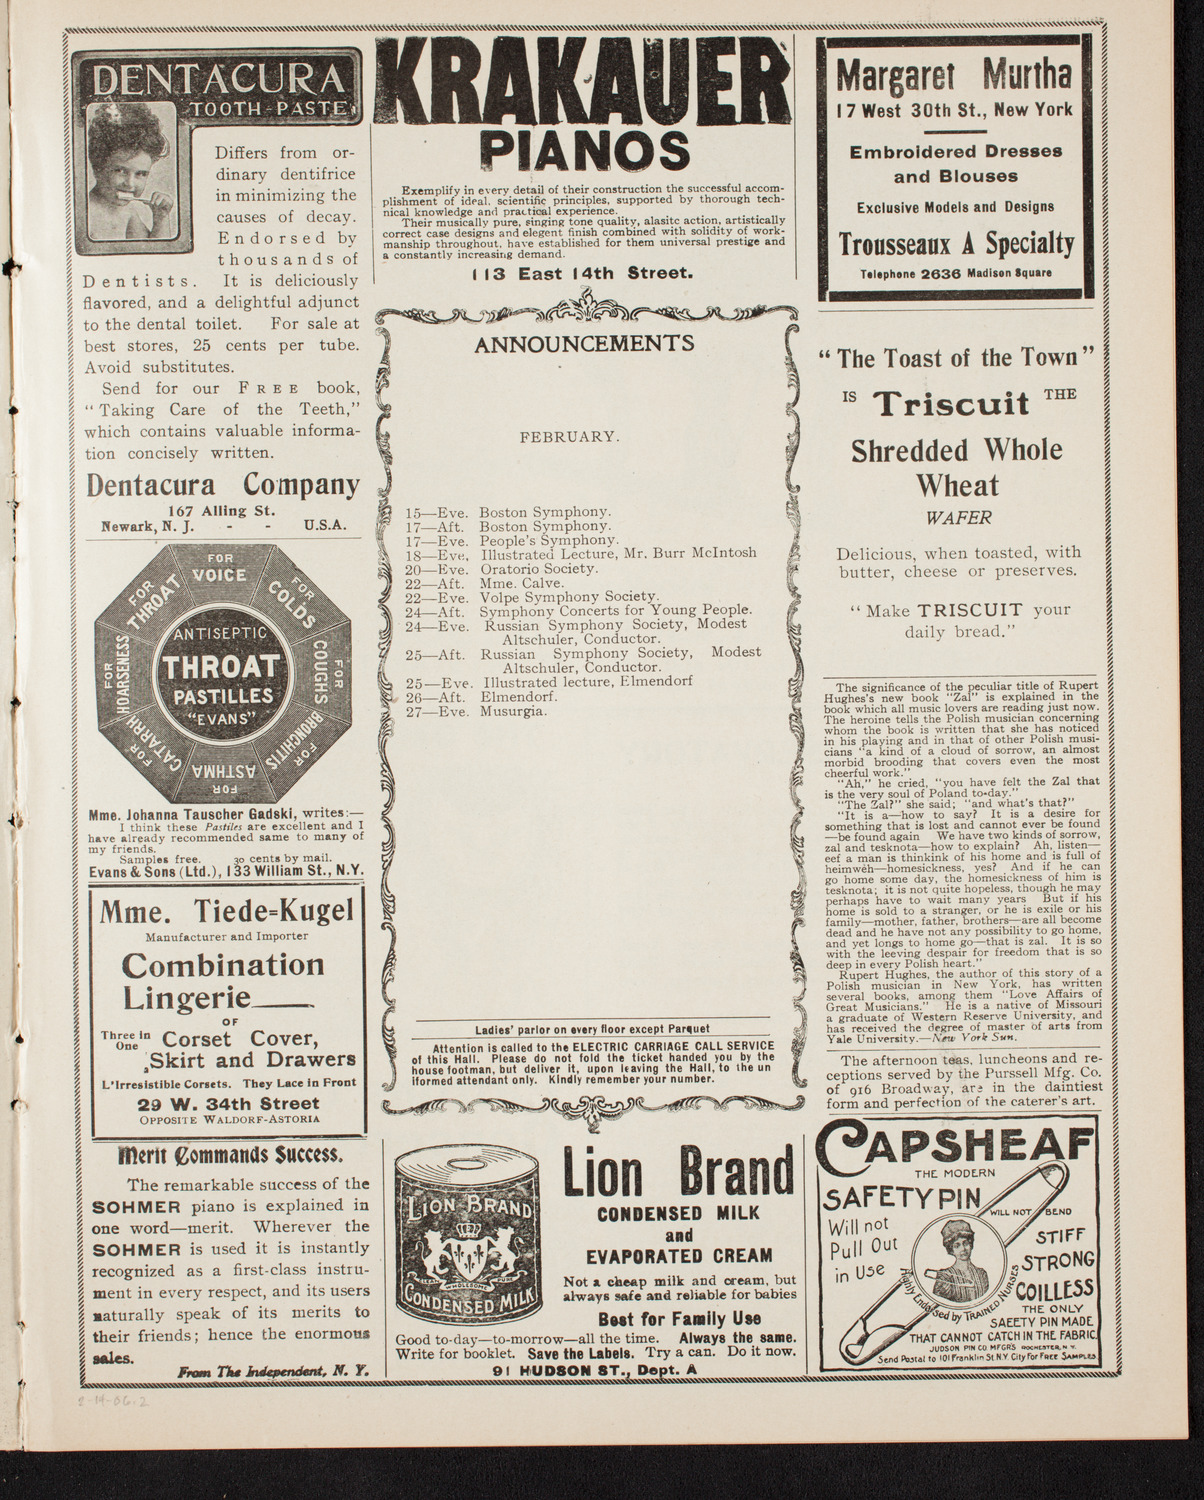 DENTACURA
TOOTH-PASTE
Differs from or-
dinary dentifrice
in minimizing the
causes of decay.
Endorsed by
thousands of
Dentists. It is deliciously
flavored, and a delightful adjunct
to the dental toilet. For sale at
best stores, 25 cents per tube.
Avoid substitutes.
Send for our FREE book,
"Taking Care of the Teeth,"
which contains valuable informa-
tion concisely written.
Dentacura Company
167 Alling St.
Newark, N. J. - - U.S.A.
FOR VOICE
FOR COLDS
FOR COUGHS
FOR BRONCHITIS
FOR ASTHMA
FOR CATARRH
FOR HOARSENESS
FOR THROAT
ANTISEPTIC
THROAT
PASTILLES
"EVANS"
Mme. Johanna Tauscher Gadski, writes:—
I think these Pastiles are excellent and I
have already recommended same to many of
my friends.
Samples free. 30 cents by mail.
Evans & Sons (Ltd.), 133 William St., N.Y.
Mme. Tiede=Kugel
Manufacturer and Importer
Combination
Lingerie
OF
Three in One Corset Cover,
Skirt and Drawers
L'Irresistible Corsets. They Lace in Front
29 W. 34th Street
OPPOSITE WALDORF-ASTORIA
Merit Commands Success.
The remarkable success of the
SOHMER piano is explained in
one word—merit. Wherever the
SOHMER is used it is instantly
recognized as a first-class instru-
ment in every respect, and its users
naturally speak of its merits to
their friends; hence the enormous
sales.
From The Independent, N. Y.
KRAKAUER
PIANOS
Exemplify in every detail of their construction the successful accom-
plishment of ideal, scientific principles, supported by thorough tech-
nical knowledge and practical experience.
Their musically pure, singing tone quality, alasitc action, artistically
correct case designs and elegent finish combined with solidity of work-
manship throughout, have established for them universal prestige and
a constantly increasing demand.
113 East 14th Street.
ANNOUNCEMENTS
FEBRUARY.
15—Eve. Boston Symphony.
17—Aft. Boston Symphony.
17—Eve. People's Symphony.
18—Eve, Illustrated Lecture, Mr. Burr McIntosh
20—Eve. Oratorio Society.
22—Aft. Mme. Calve.
22—Eve. Volpe Symphony Society.
24—Aft. Symphony Concerts for Young People.
24—Eve. Russian Symphony Society, Modest
Altschuler, Conductor.
25—Aft. Russian Symphony Society, Modest
Altschuler, Conductor.
25—Eve. Illustrated lecture, Elmendorf
26—Aft. Elmendorf.
27—Eve. Musurgia.
Ladies' parlor on every floor except Parquet
Attention is called to the ELECTRIC CARRIAGE CALL SERVICE
of this Hall. Please do not fold the ticket handed you by the
house footman, but deliver it, upon leaving the Hall, to the un
iformed attendant only. Kindly remember your number.
LION BRAND
CONDENSED MILK
Lion Brand
CONDENSED MILK
and
EVAPORATED CREAM
Not a cheap milk and cream, but
always safe and reliable for babies
Best for Family Use
Good to-day—to-morrow—all the time. Always the same.
Write for booklet. Save the Labels. Try a can. Do it now.
91 HUDSON ST., Dept. A
Margaret Murtha
17 West 30th St., New York
Embroidered Dresses
and Blouses
Exclusive Models and Designs
Trousseaux A Specialty
Telephone 2636 Madison Square
"The Toast of the Town"
IS Triscuit THE
Shredded Whole
Wheat
WAFER
Delicious, when toasted, with
butter, cheese or preserves.
"Make TRISCUIT your
daily bread."
The significance of the peculiar title of Rupert
Hughes's new book "Zal" is explained in the
book which all music lovers are reading just now.
The heroine tells the Polish musician concerning
whom the book is written that she has noticed
in his playing and in that of other Polish musi-
cians "a kind of a cloud of sorrow, an almost
morbid brooding that covers even the most
cheerful work."
"Ah," he cried, "you have felt the Zal that
is the very soul of Poland to-day."
"The Zal?" she said; "and what's that?"
"It is a—how to say? It is a desire for
something that is lost and cannot ever be found
—be found again We have two kinds of sorrow,
zal and tesknota—how to explain? Ah, listen—
eef a man is thinkink of his home and is full of
heimweh—homesickness, yes? And if he can
go home some day, the homesickness of him is
tesknota; it is not quite hopeless, though he may
perhaps have to wait many years But if his
home is sold to a stranger, or he is exile or his
family—mother, father, brothers—are all become
dead and he have not any possibility to go home,
and yet longs to home go—that is zal. It is so
with the leeving despair for freedom that is so
deep in every Polish heart."
Rupert Hughes, the author of this story of a
Polish musician in New York, has written
several books, among them "Love Affairs of
Great Musicians." He is a native of Missouri
a graduate of Western Reserve University, and
has received the degree of master of arts from
Yale University.—New York Sun.
The afternoon teas, luncheons and re-
ceptions served by the Purssell Mfg. Co.
of 916 Broadway, are in the daintiest
form and perfection of the caterer's art.
CAPSHEAF
THE MODERN
SAFETY PIN
WILL NOT BEND
Will not
Pull Out
in Use
STIFF
STRONG
COILLESS
Highly Endorsed by TRAINED NURSES
THE ONLY
SAEETY PIN MADE
THAT CANNOT CATCH IN THE FABRIC.
JUDSON PIN CO MFGRS ROCHESTER, N. Y.
Send Postal to 101 Franklin St. N.Y City For FREE SAMPLES
2-14-06.2